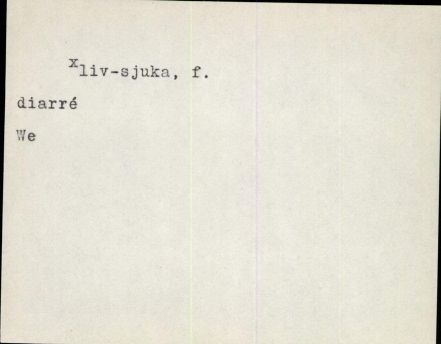 xliv-sjuka, f.
diarré
We